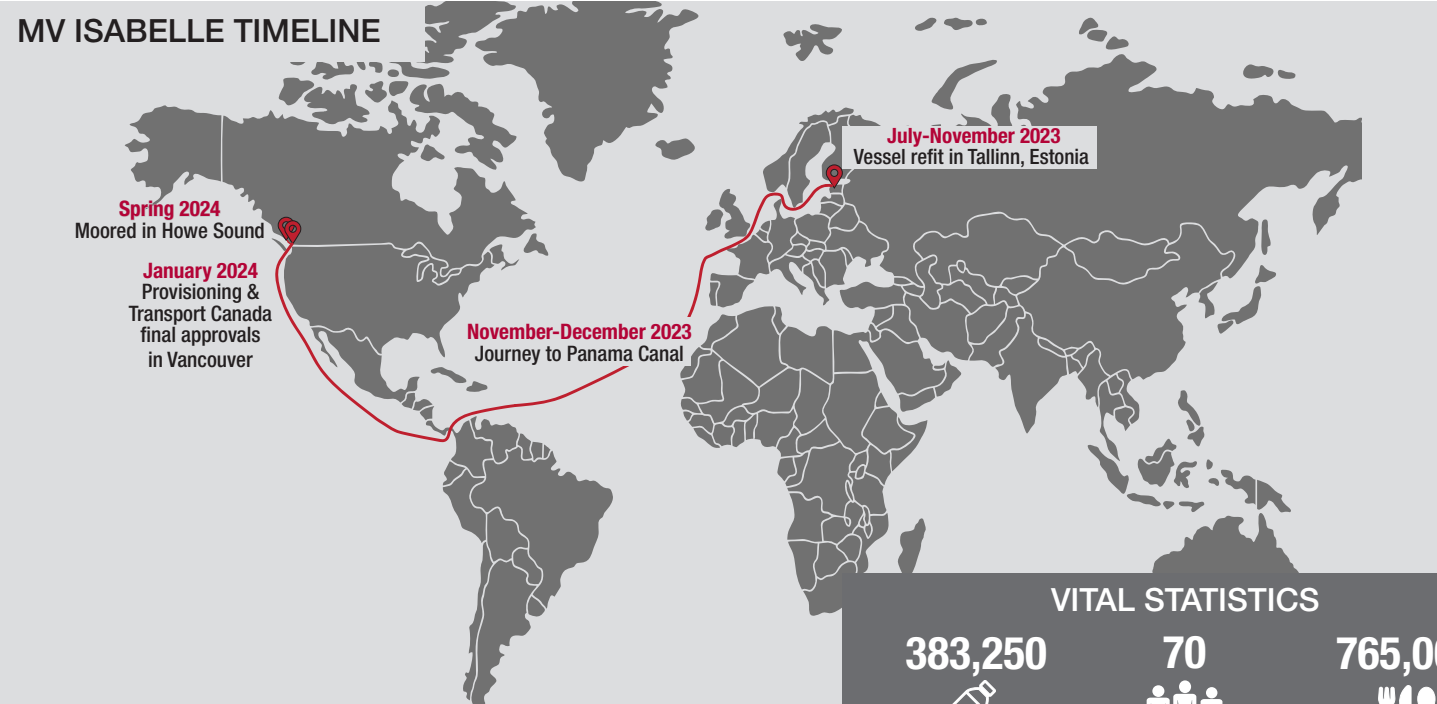 MV ISABELLE TIMELINE
July-November 2023
Vessel refit in Tallinn, Estonia
Spring 2024
Moored in Howe Sound
January 2024
Provisioning &
Transport Canada
final approvals
in Vancouver
November-December 2023
Journey to Panama Canal
VITAL STATISTICS
383,250
70